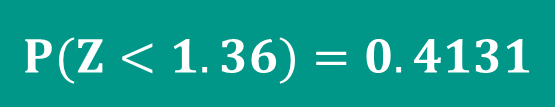 P(Z < 1.36) = 0.4131